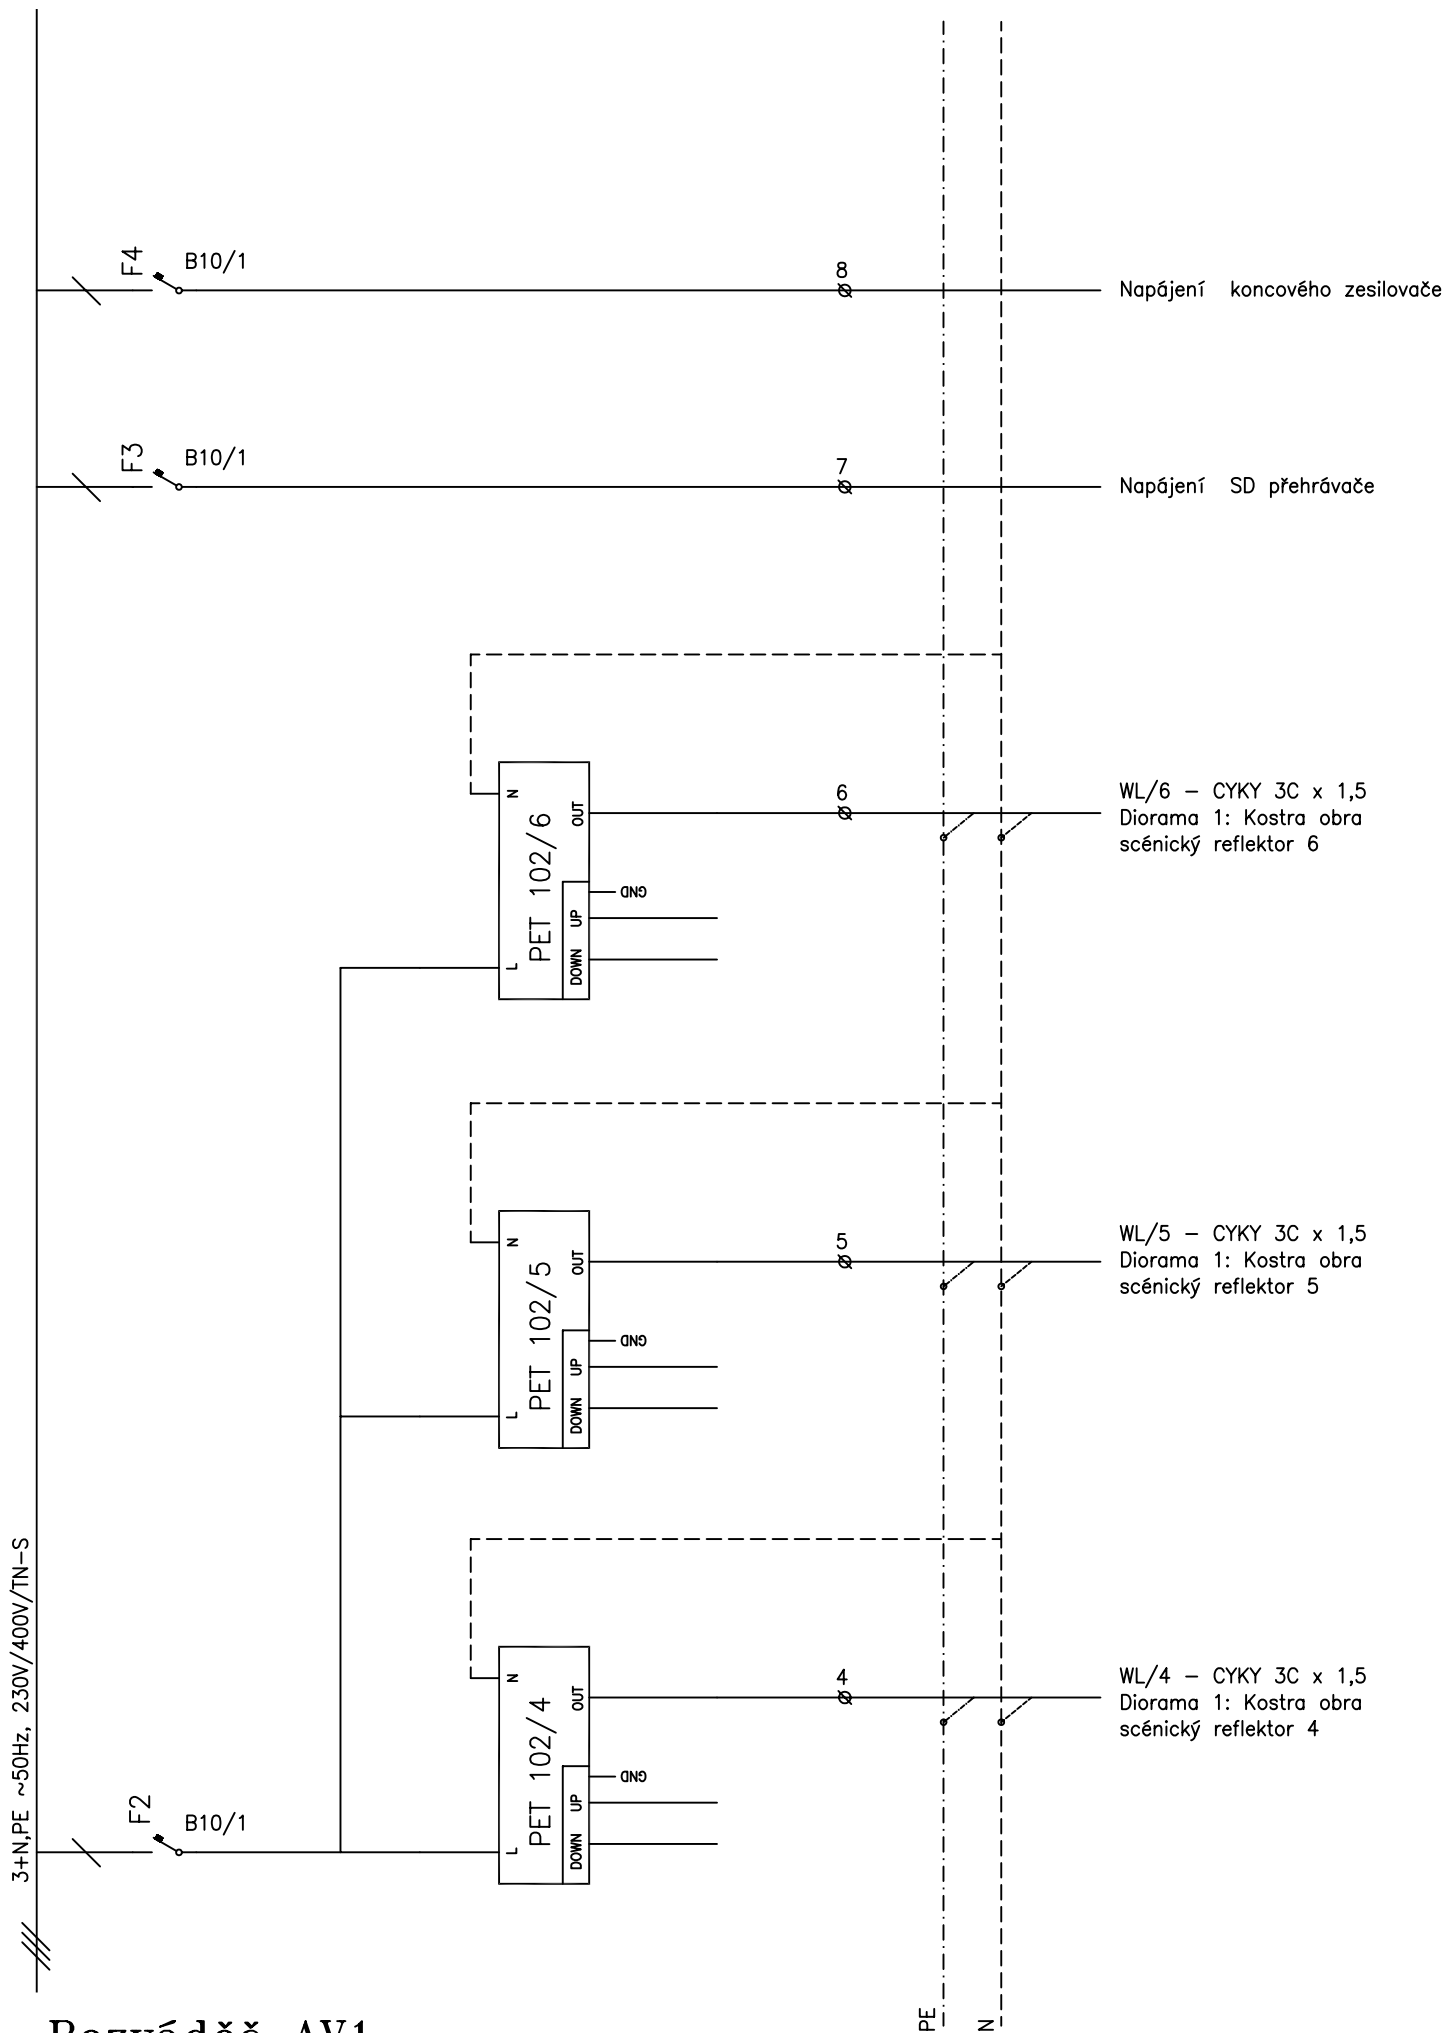 F4
B10/1
8
Napájení koncového zesilovače
F3
B10/1
7
Napájení SD přehrávače
N
OUT
PET 102/6
GND
UP
DOWN
L
6
WL/6 – CYKY 3C x 1,5
Diorama 1: Kostra obra
scénický reflektor 6
N
OUT
PET 102/5
GND
UP
DOWN
L
5
WL/5 – CYKY 3C x 1,5
Diorama 1: Kostra obra
scénický reflektor 5
N
OUT
PET 102/4
GND
UP
DOWN
L
4
WL/4 – CYKY 3C x 1,5
Diorama 1: Kostra obra
scénický reflektor 4
3+N,PE ~50Hz, 230V/400V/TN-S
F2
B10/1
PE
N
Rozváděč AV1